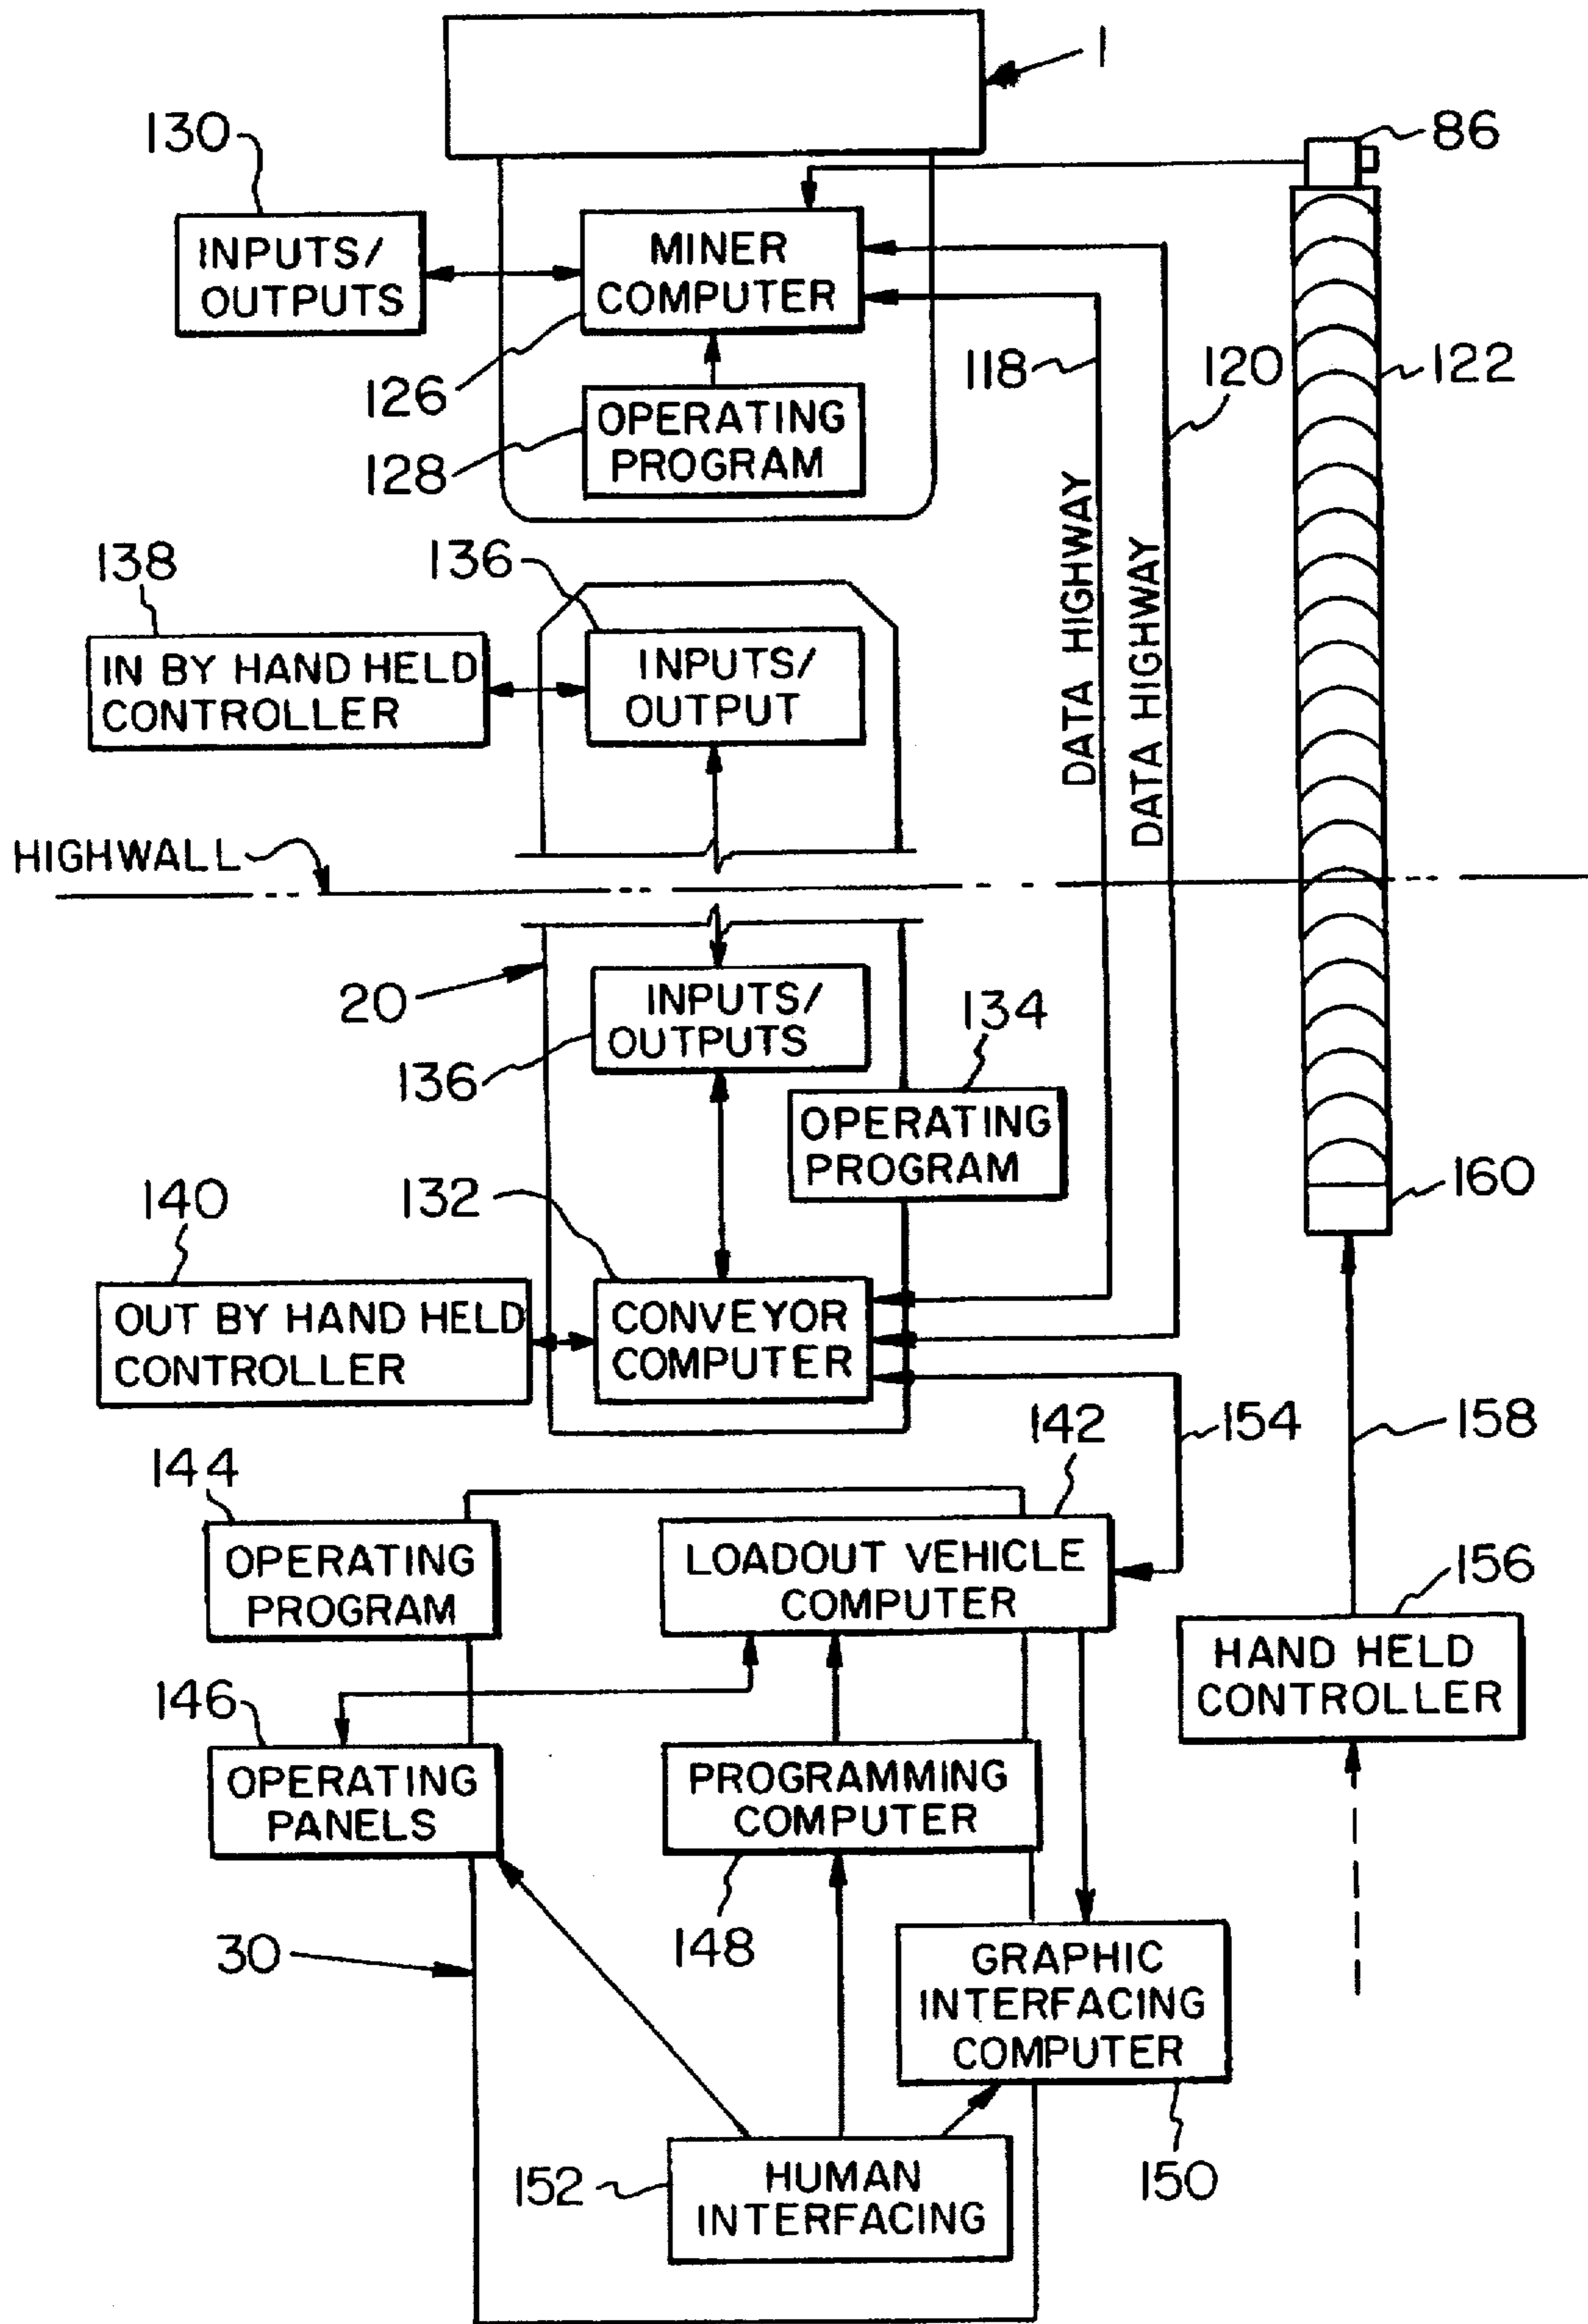 1
86
130
INPUTS/
OUTPUTS
MINER
COMPUTER
126
128
OPERATING
PROGRAM
118
120
122
DATA HIGHWAY
DATA HIGHWAY
138
136
IN BY HAND HELD
CONTROLLER
INPUTS/
OUTPUT
HIGHWALL
20
INPUTS/
OUTPUTS
136
134
OPERATING
PROGRAM
160
140
132
OUT BY HAND HELD
CONTROLLER
CONVEYOR
COMPUTER
142
154
158
144
OPERATING
PROGRAM
LOADOUT VEHICLE
COMPUTER
156
HAND HELD
CONTROLLER
146
OPERATING
PANELS
PROGRAMMING
COMPUTER
148
30
GRAPHIC
INTERFACING
COMPUTER
150
152
HUMAN
INTERFACING